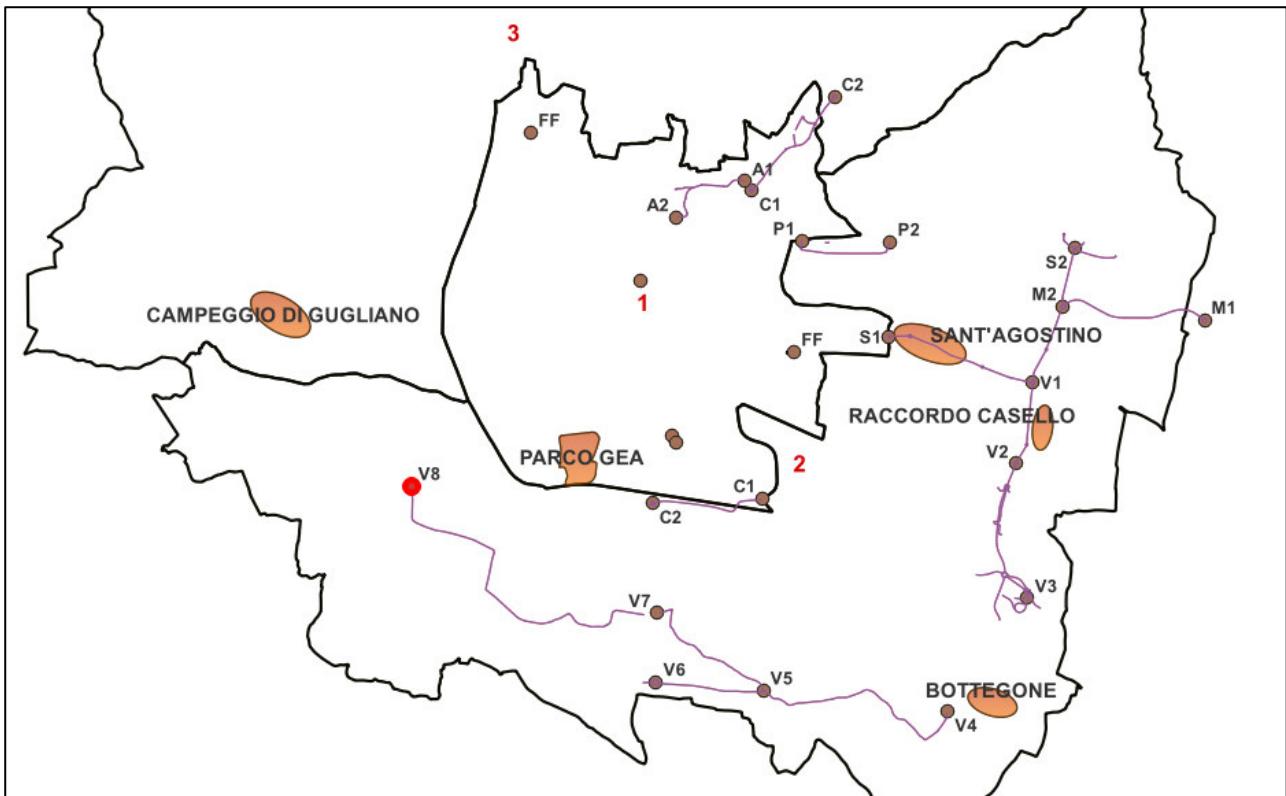 3
C2
FF
A1
C1
A2
P1
P2
S2
M2
M1
1
CAMPEGGIO DI GUGLIANO
S1
SANT'AGOSTINO
FF
V1
RACCORDO CASELLO
PARCO GEA
2
V2
V8
C1
C2
V3
V7
V6
V5
BOTTEGONE
V4